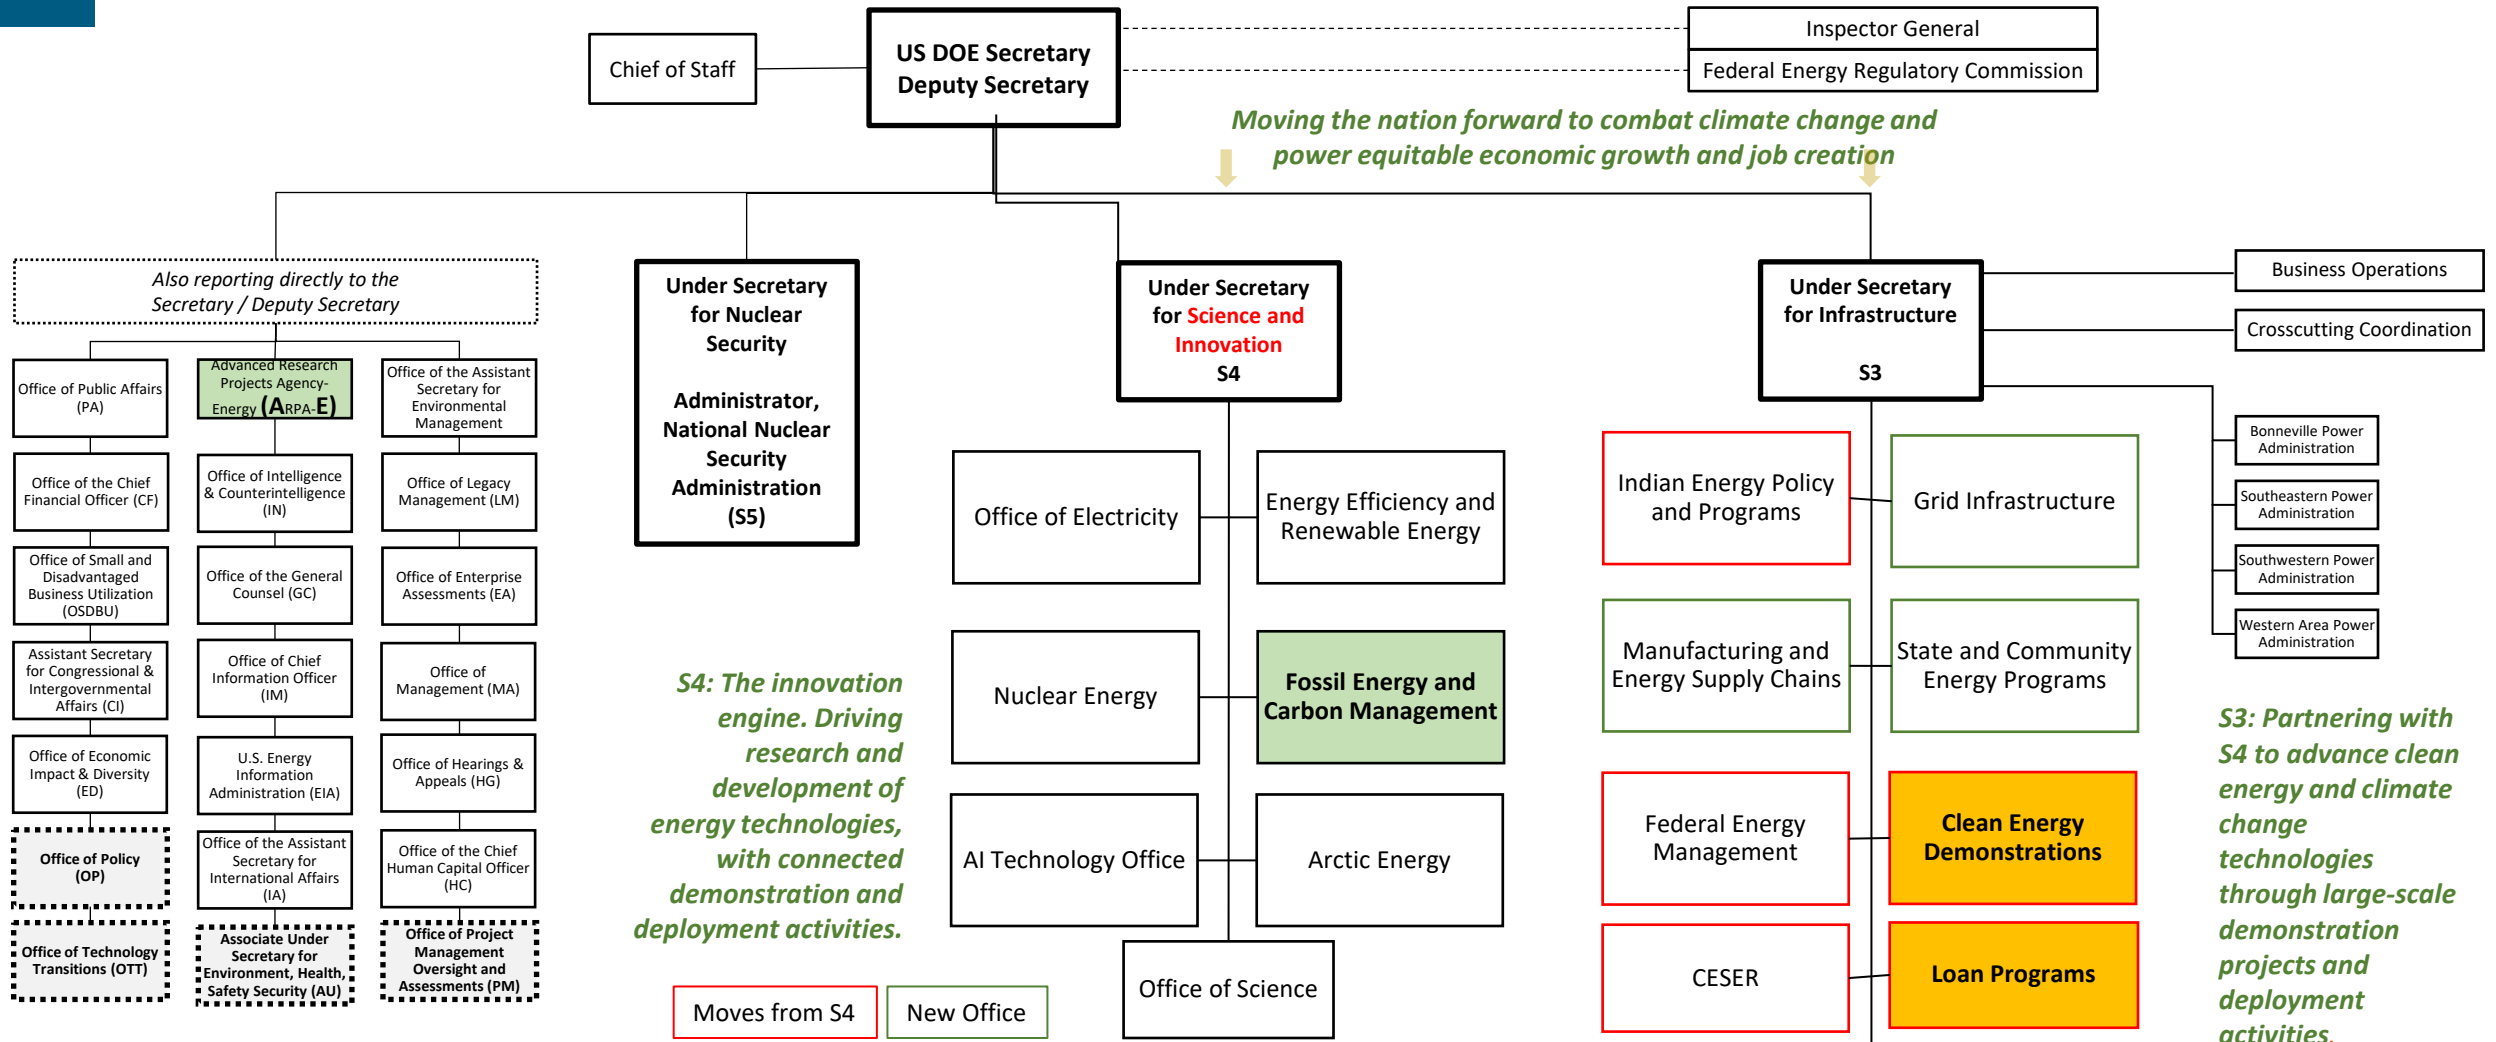 Chief of Staff
US DOE Secretary
Deputy Secretary
Inspector General
Federal Energy Regulatory Commission
Moving the nation forward to combat climate change and
power equitable economic growth and job creation
Also reporting directly to the
Secretary / Deputy Secretary
Office of Public Affairs
(PA)
Office of the Chief
Financial Officer (CF)
Office of Small and
Disadvantaged
Business Utilization
(OSDBU)
Assistant Secretary
for Congressional &
Intergovernmental
Affairs (CI)
Office of Economic
Impact & Diversity
(ED)
Office of Policy
(OP)
Office of Technology
Transitions (OTT)
Advanced Research
Projects Agency-
Energy (ARPA-E)
Office of Intelligence
& Counterintelligence
(IN)
Office of the General
Counsel (GC)
Office of Chief
Information Officer
(IM)
U.S. Energy
Information
Administration (EIA)
Office of the Assistant
Secretary for
International Affairs
(IA)
Associate Under
Secretary for
Environment, Health,
Safety Security (AU)
Office of the Assistant
Secretary for
Environmental
Management
Office of Legacy
Management (LM)
Office of Enterprise
Assessments (EA)
Office of
Management (MA)
Office of Hearings &
Appeals (HG)
Office of the Chief
Human Capital Officer
(HC)
Office of Project
Management
Oversight and
Assessments (PM)
Under Secretary
for Nuclear
Security
Administrator,
National Nuclear
Security
Administration
(S5)
Under Secretary
for Science and
Innovation
S4
Office of Electricity
Energy Efficiency and
Renewable Energy
Nuclear Energy
Fossil Energy and
Carbon Management
AI Technology Office
Arctic Energy
Office of Science
S4: The innovation
engine. Driving
research and
development of
energy technologies,
with connected
demonstration and
deployment activities.
Moves from S4
New Office
Under Secretary
for Infrastructure
S3
Business Operations
Crosscutting Coordination
Bonneville Power
Administration
Southeastern Power
Administration
Southwestern Power
Administration
Western Area Power
Administration
Indian Energy Policy
and Programs
Grid Infrastructure
Manufacturing and
Energy Supply Chains
State and Community
Energy Programs
Federal Energy
Management
Clean Energy
Demonstrations
CESER
Loan Programs
S3: Partnering with
S4 to advance clean
energy and climate
change
technologies
through large-scale
demonstration
projects and
deployment
activities.